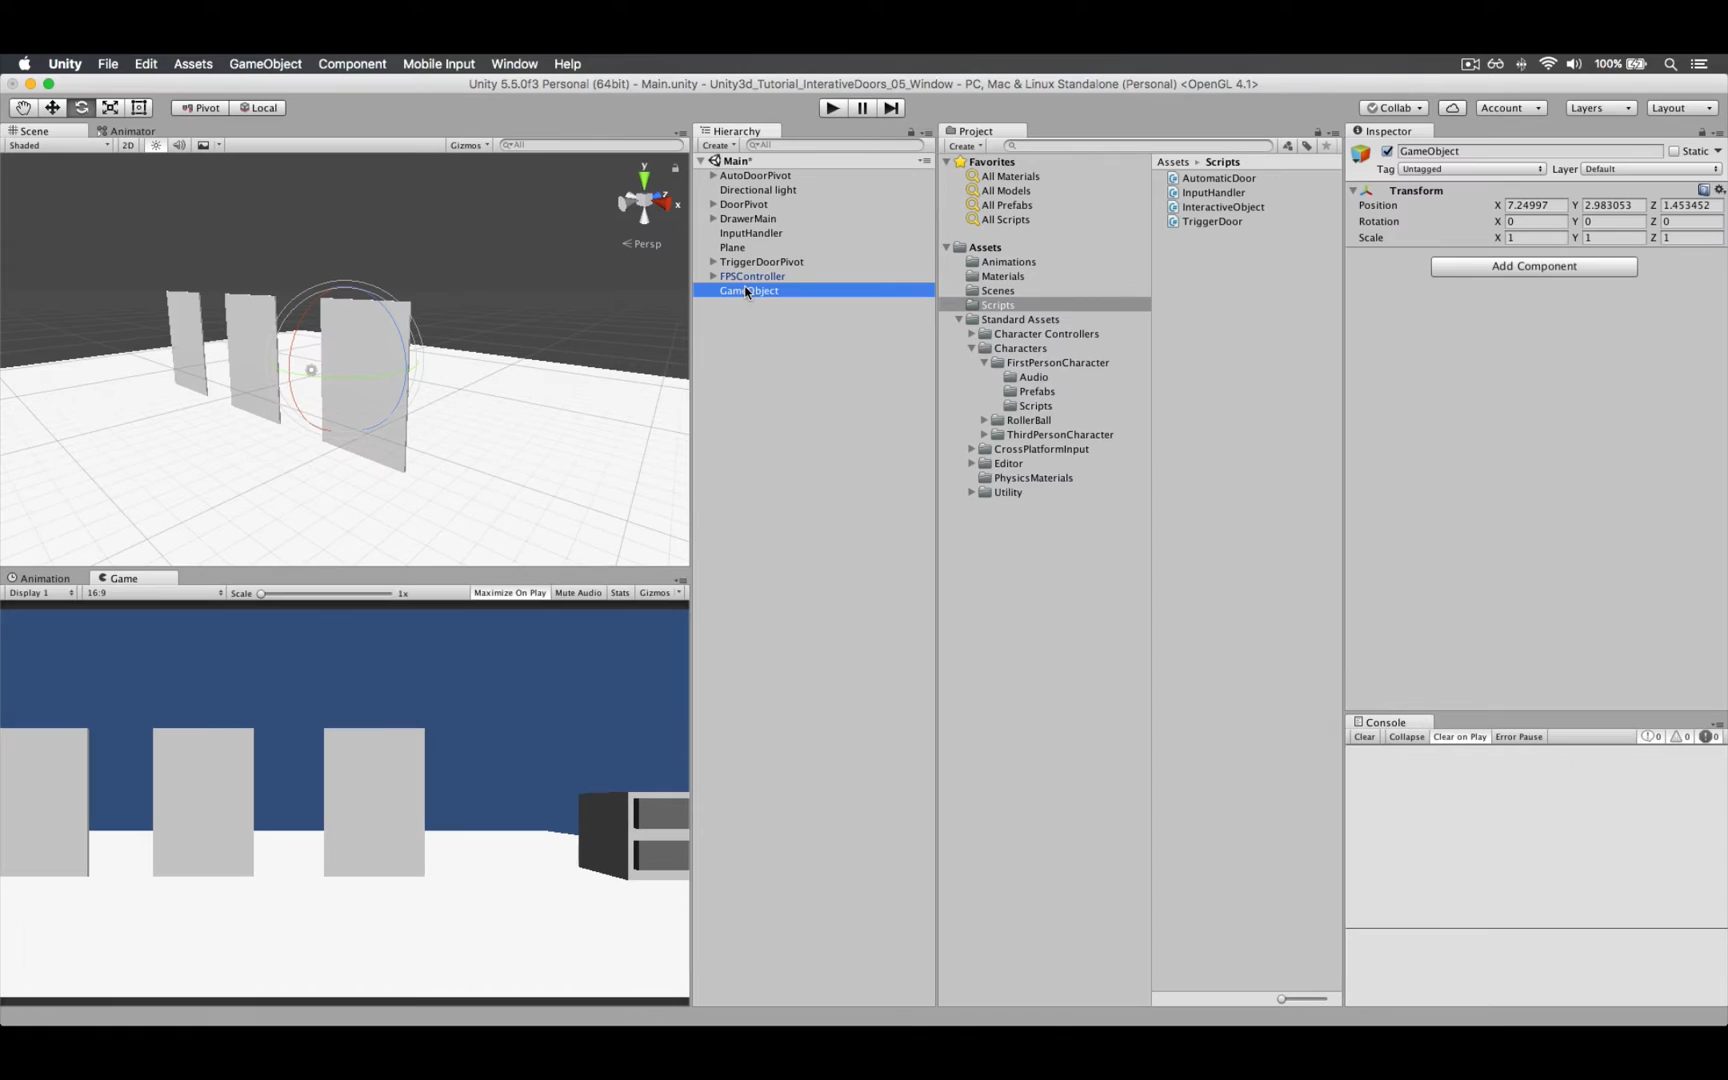 Unity File Edit Assets GameObject Component Mobile Input Window Help 100%
Unity 5.5.0f3 Personal (64bit) - Main.unity - Unity3d_Tutorial_InterativeDoors_05_Window - PC, Mac & Linux Standalone (Personal) <OpenGL 4.1>
Pivot Local Collab Account Layers Layout
Scene Animator
Shaded 2D Gizmos All
y
x
z
Persp
Animation Game
Display 1 16:9 Scale 1x Maximize On Play Mute Audio Stats Gizmos
Hierarchy
Create All
Main*
AutoDoorPivot
Directional light
DoorPivot
DrawerMain
InputHandler
Plane
TriggerDoorPivot
FPSController
GameObject
Project
Create
Favorites
All Materials
All Models
All Prefabs
All Scripts
Assets
Animations
Materials
Scenes
Scripts
Standard Assets
Character Controllers
Characters
FirstPersonCharacter
Audio
Prefabs
Scripts
RollerBall
ThirdPersonCharacter
CrossPlatformInput
Editor
PhysicsMaterials
Utility
Assets Scripts
AutomaticDoor
InputHandler
InteractiveObject
TriggerDoor
Inspector
GameObject Static
Tag Untagged Layer Default
Transform
Position X 7.24997 Y 2.983053 Z 1.453452
Rotation X 0 Y 0 Z 0
Scale X 1 Y 1 Z 1
Add Component
Console
Clear Collapse Clear on Play Error Pause 0 0 0